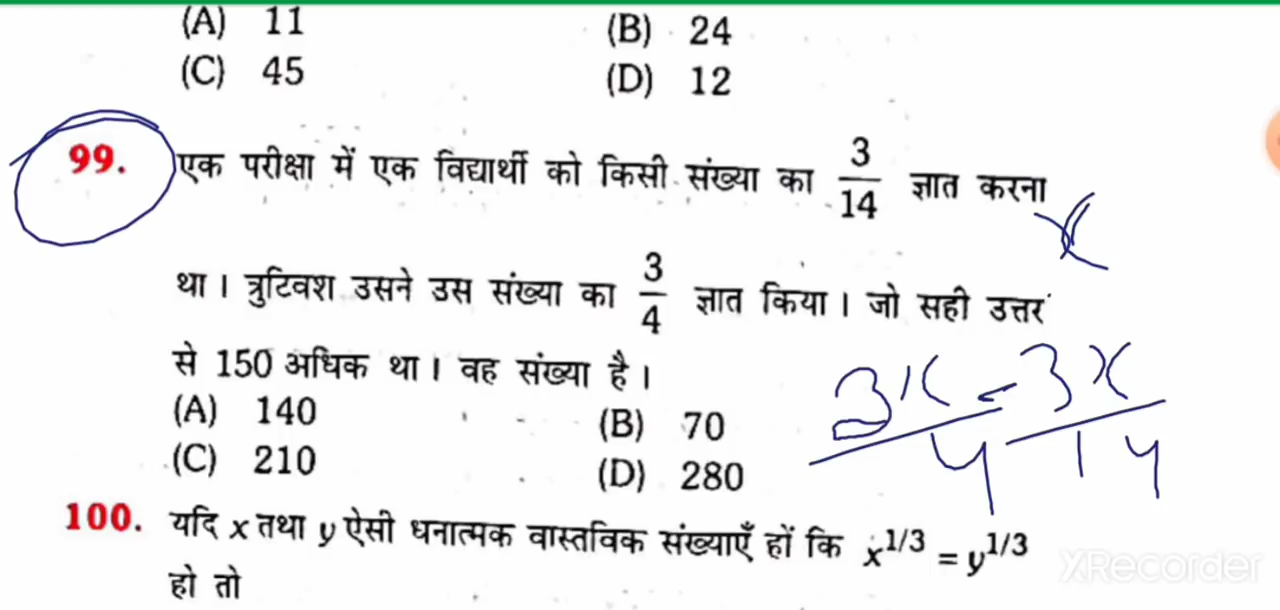 (A) 11 (B) 24
(C) 45 (D) 12
99. एक परीक्षा में एक विद्यार्थी को किसी संख्या का 3/14 ज्ञात करना x
था। त्रुटिवश उसने उस संख्या का 3/4 ज्ञात किया। जो सही उत्तर
से 150 अधिक था। वह संख्या है।
3x/4 - 3x/14
(A) 140 (B) 70
(C) 210 (D) 280
100. यदि x तथा y ऐसी धनात्मक वास्तविक संख्याएँ हों कि x^1/3 = y^1/3
हो तो
XRecorder